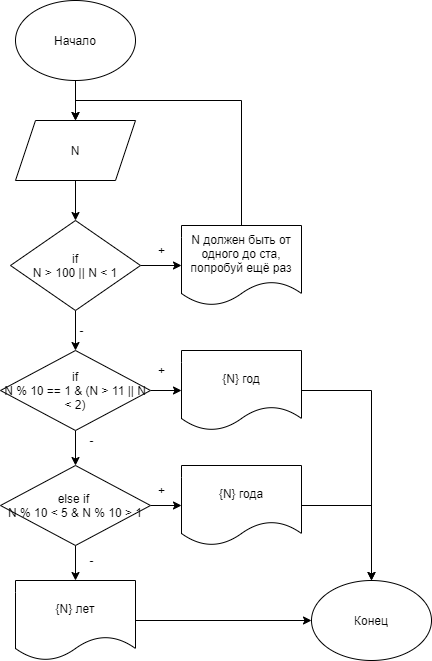 Начало
N
if
N > 100 || N < 1
+
N должен быть от
одного до ста,
попробуй ещё раз
-
if
N % 10 == 1 & (N > 11 || N
< 2)
+
{N} год
-
else if
N % 10 < 5 & N % 10 > 1
+
{N} года
-
{N} лет
Конец